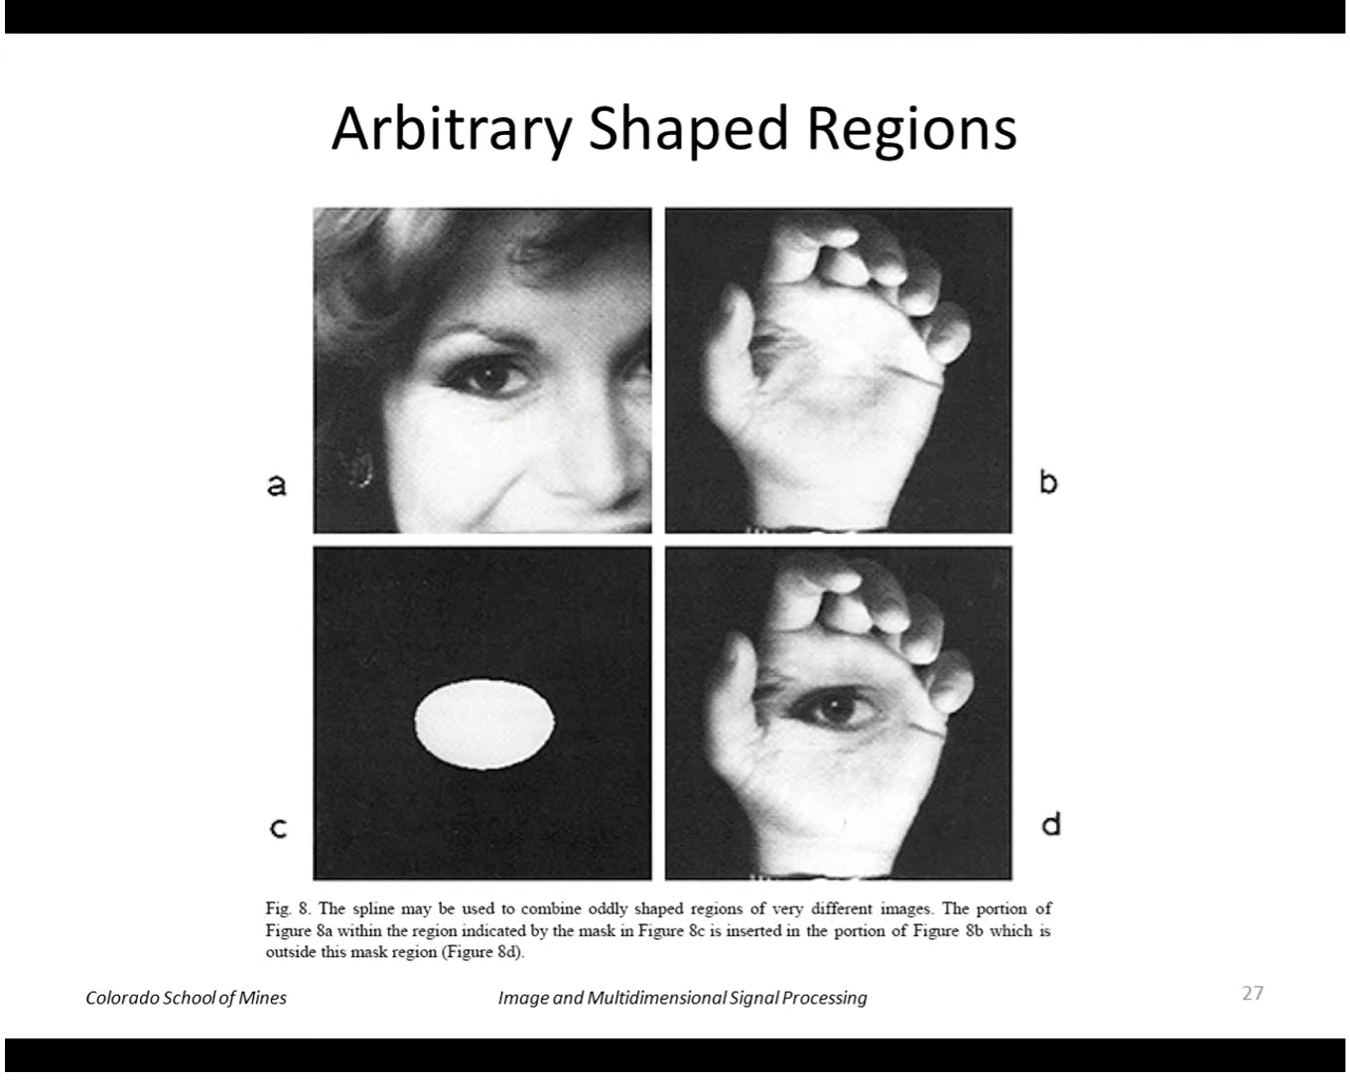 Arbitrary Shaped Regions
a
b
c
d
Fig. 8. The spline may be used to combine oddly shaped regions of very different images. The portion of
Figure 8a within the region indicated by the mask in Figure 8c is inserted in the portion of Figure 8b which is
outside this mask region (Figure 8d).
Colorado School of Mines
Image and Multidimensional Signal Processing
27